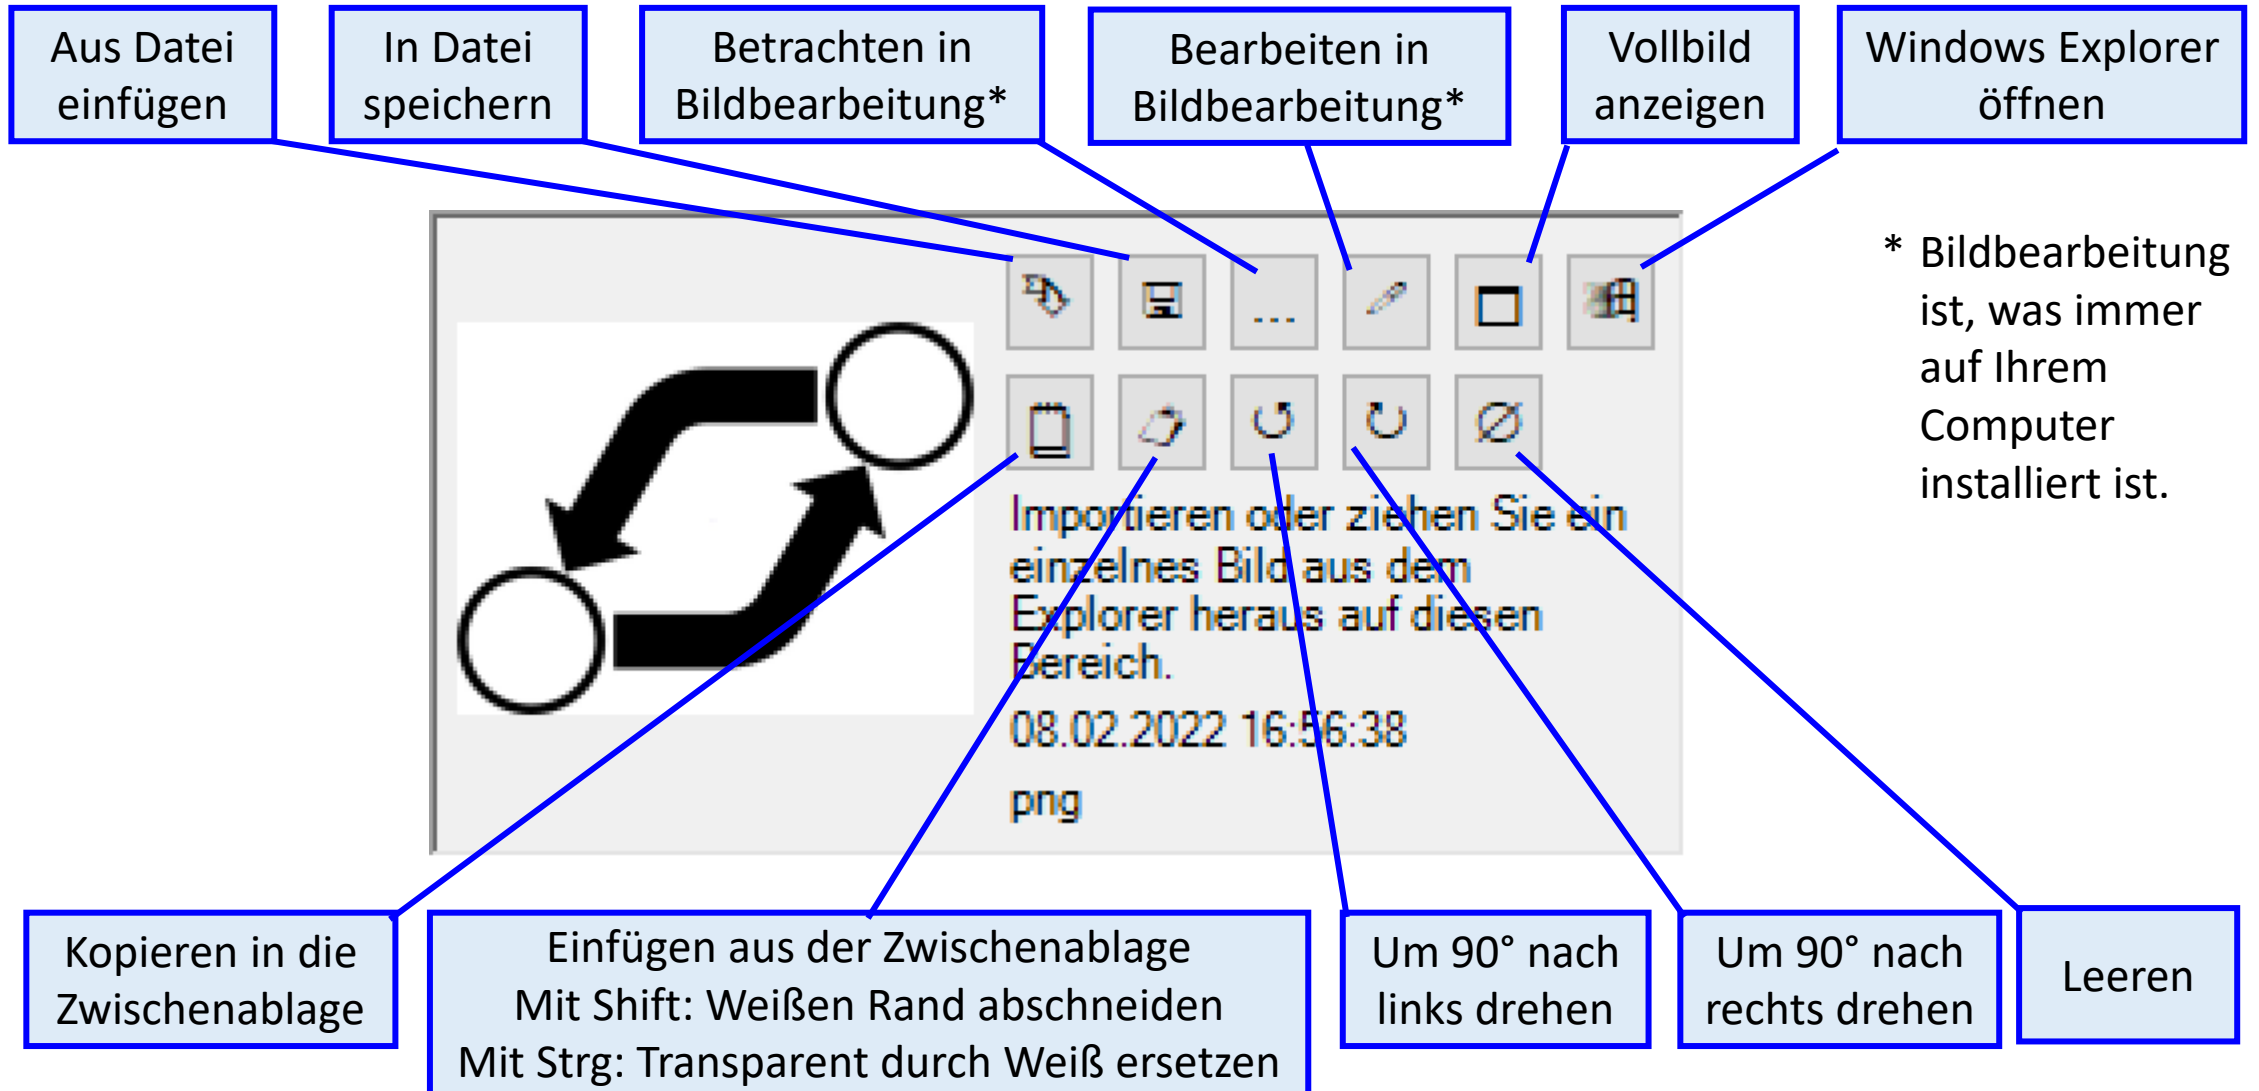 Aus Datei
einfügen
In Datei
speichern
Betrachten in
Bildbearbeitung*
Bearbeiten in
Bildbearbeitung*
Vollbild
anzeigen
Windows Explorer
öffnen
* Bildbearbeitung
ist, was immer
auf Ihrem
Computer
installiert ist.
...
Importieren oder ziehen Sie ein
einzelnes Bild aus dem
Explorer heraus auf diesen
Bereich.
08.02.2022 16:56:38
png
Kopieren in die
Zwischenablage
Einfügen aus der Zwischenablage
Mit Shift: Weißen Rand abschneiden
Mit Strg: Transparent durch Weiß ersetzen
Um 90° nach
links drehen
Um 90° nach
rechts drehen
Leeren